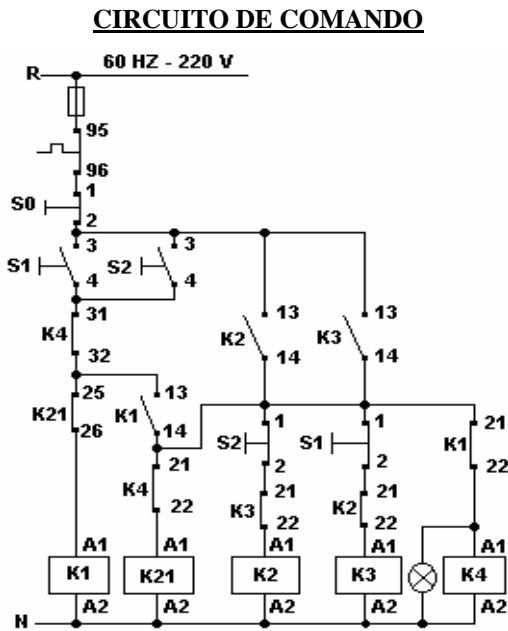 CIRCUITO DE COMANDO
60 HZ - 220 V
R
95
96
1
S0
2
3 3
S1 S2
4 4
31 13 13
K4 K2 K3
32 14 14
25 13 1 1 21
K21 K1 S2 S1 K1
26 14 2 2 22
21 21 21
K4 K3 K2
22 22 22
A1 A1 A1 A1 A1
K1 K21 K2 K3 K4
A2 A2 A2 A2 A2
N